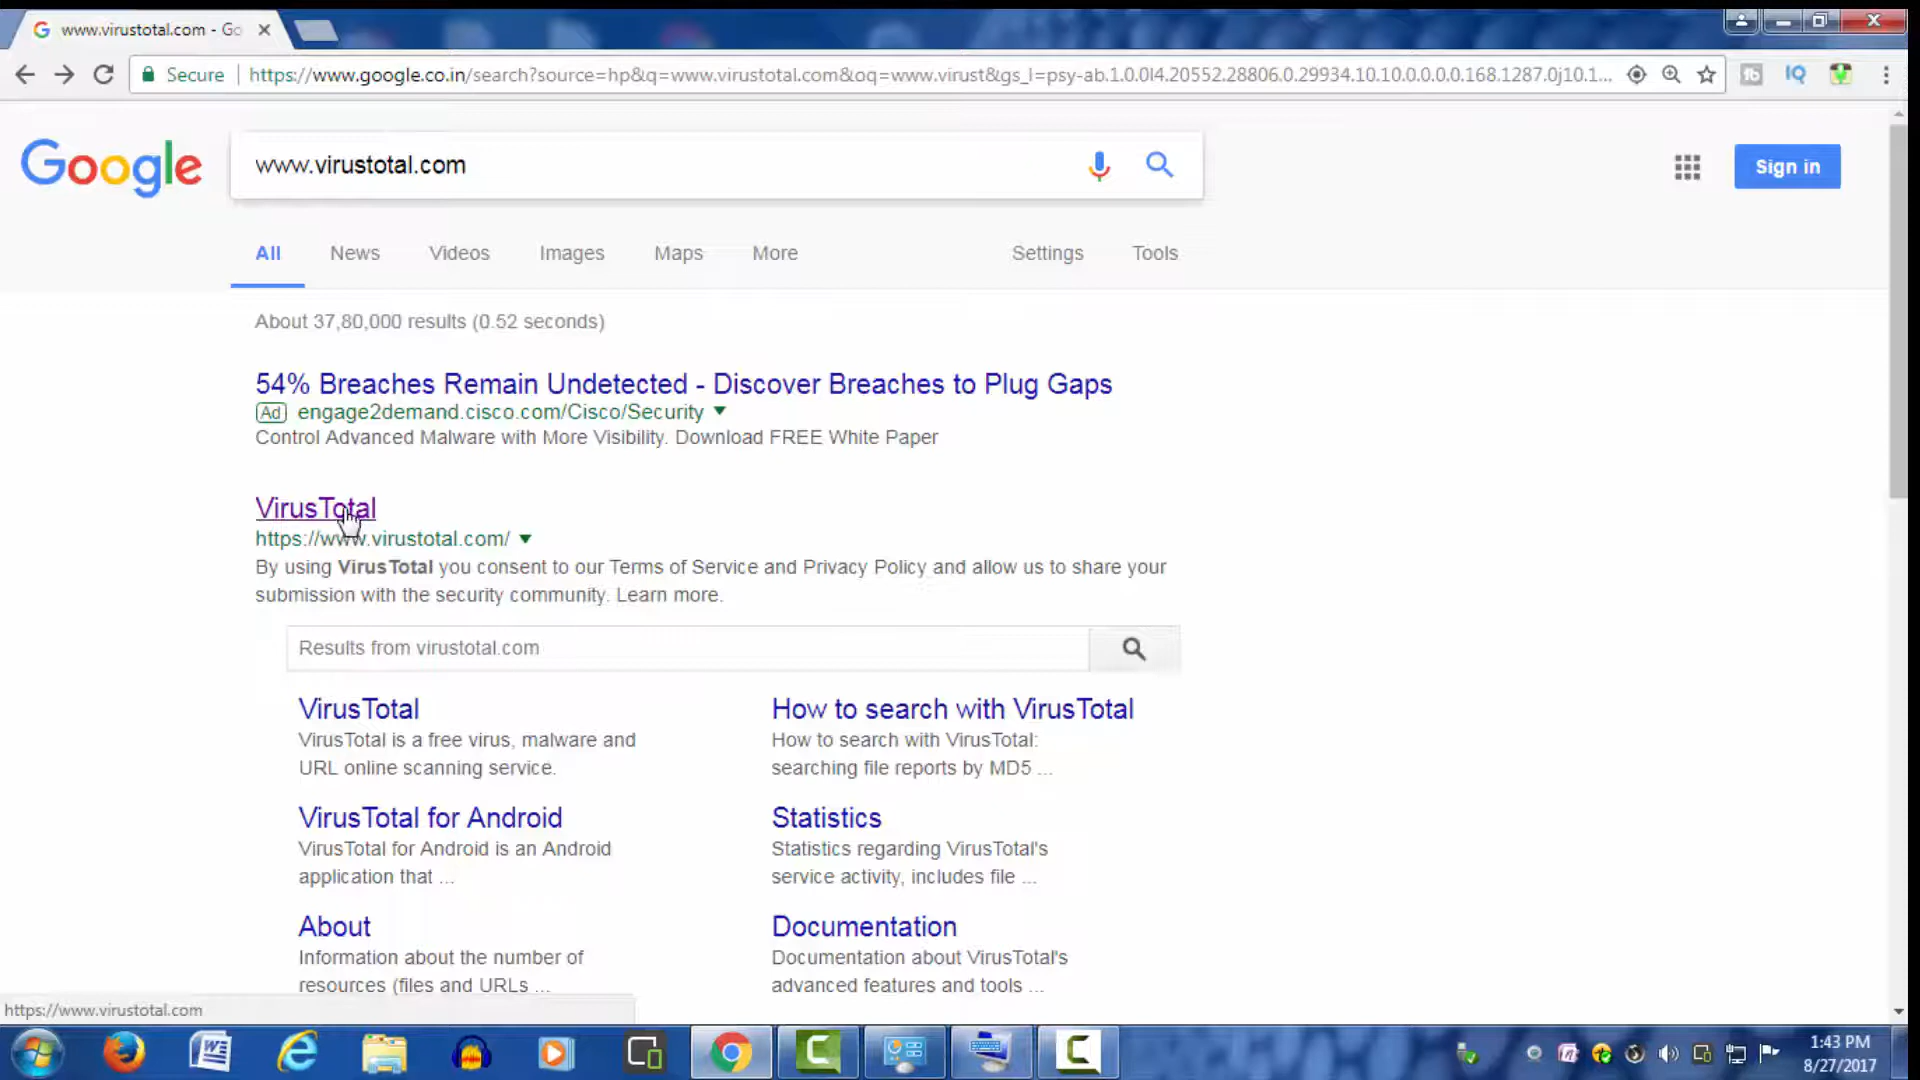 www.virustotal.com - Go
Secure
https://www.google.co.in/search?source=hp&q=www.virustotal.com&oq=www.virust&gs_l=psy-ab.1.0.0l4.20552.28806.0.29934.10.10.0.0.0.0.168.1287.0j10.1...
Google
www.virustotal.com
Sign in
All News Videos Images Maps More Settings Tools
About 37,80,000 results (0.52 seconds)
54% Breaches Remain Undetected - Discover Breaches to Plug Gaps
Ad engage2demand.cisco.com/Cisco/Security
Control Advanced Malware with More Visibility. Download FREE White Paper
VirusTotal
https://www.virustotal.com/
By using VirusTotal you consent to our Terms of Service and Privacy Policy and allow us to share your
submission with the security community. Learn more.
Results from virustotal.com
VirusTotal
VirusTotal is a free virus, malware and
URL online scanning service.
How to search with VirusTotal
How to search with VirusTotal:
searching file reports by MD5 ...
VirusTotal for Android
VirusTotal for Android is an Android
application that ...
Statistics
Statistics regarding VirusTotal's
service activity, includes file ...
About
Information about the number of
resources (files and URLs ...
Documentation
Documentation about VirusTotal's
advanced features and tools ...
https://www.virustotal.com
1:43 PM
8/27/2017